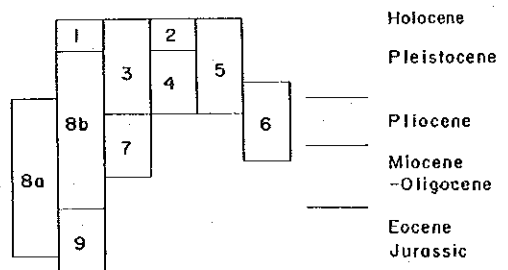 1
2
3
4
5
6
7
8a
8b
9
Holocene
Pleistocene
Pliocene
Miocene
-Oligocene
Eocene
Jurassic